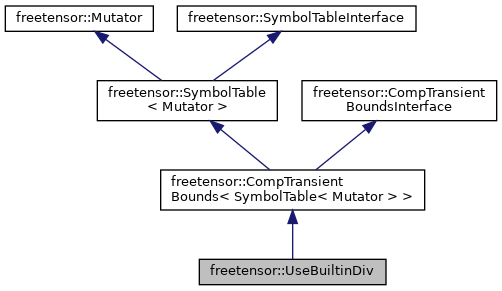 freetensor::Mutator
freetensor::SymbolTableInterface
freetensor::SymbolTable
< Mutator >
freetensor::CompTransient
BoundsInterface
freetensor::CompTransient
Bounds< SymbolTable< Mutator > >
freetensor::UseBuiltinDiv